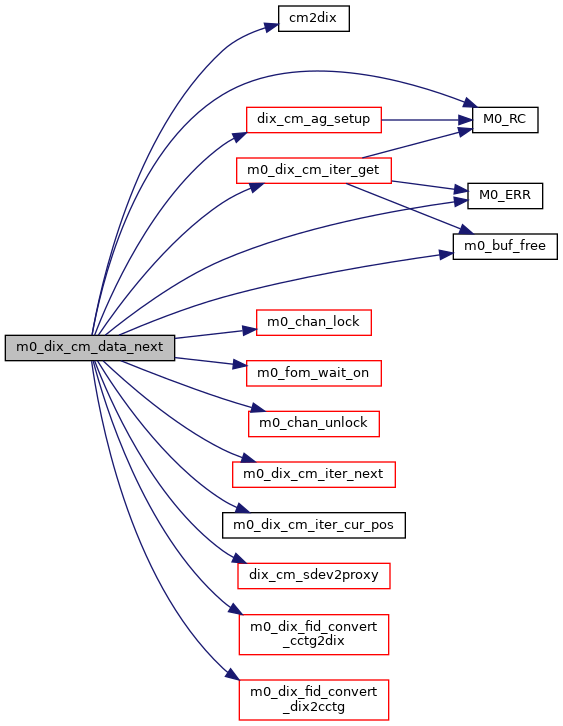 cm2dix
dix_cm_ag_setup
M0_RC
m0_dix_cm_iter_get
M0_ERR
m0_buf_free
m0_chan_lock
m0_dix_cm_data_next
m0_fom_wait_on
m0_chan_unlock
m0_dix_cm_iter_next
m0_dix_cm_iter_cur_pos
dix_cm_sdev2proxy
m0_dix_fid_convert
_cctg2dix
m0_dix_fid_convert
_dix2cctg